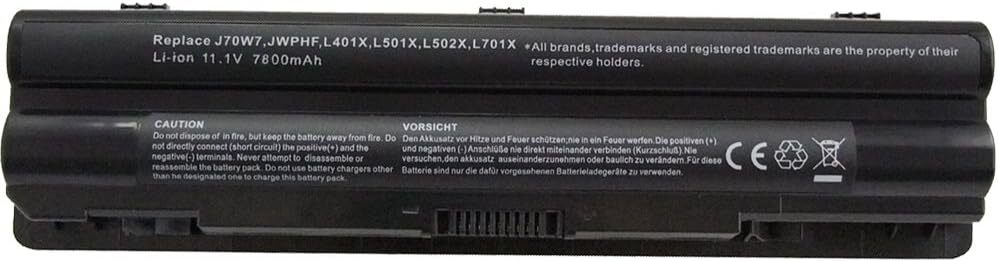 Replace J70W7,JWPHF,L401X,L501X,L502X,L701X
Li-ion 11.1V 7800mAh
*All brands,trademarks and registered trademarks are the property of their
respective holders.
CAUTION
Do not dispose of in fire, but keep the battery away from fire. Do
not directly connect (short circuit) the positive(+) and the
negative(-) terminals. Never attempt to disassemble or
reassemble the battery pack. Do not use battery chargers other
than he designated one to charge this battery pack.
VORSICHT
Den Akkusatz vor Hitze und Feuer schützen;nie in ein Feuer werfen.Die positiven (+)
und negativen (-) Anschlüße nie direkt miteinander verbinden (Kurzschluß).Nie
versuchen,den akkusatz auseinanderzunehmen oder baulich zu verändern.Für diese
Batterie sind nur die dafür vorgesehenen Batterieladegeräte zu verwenden.
CE